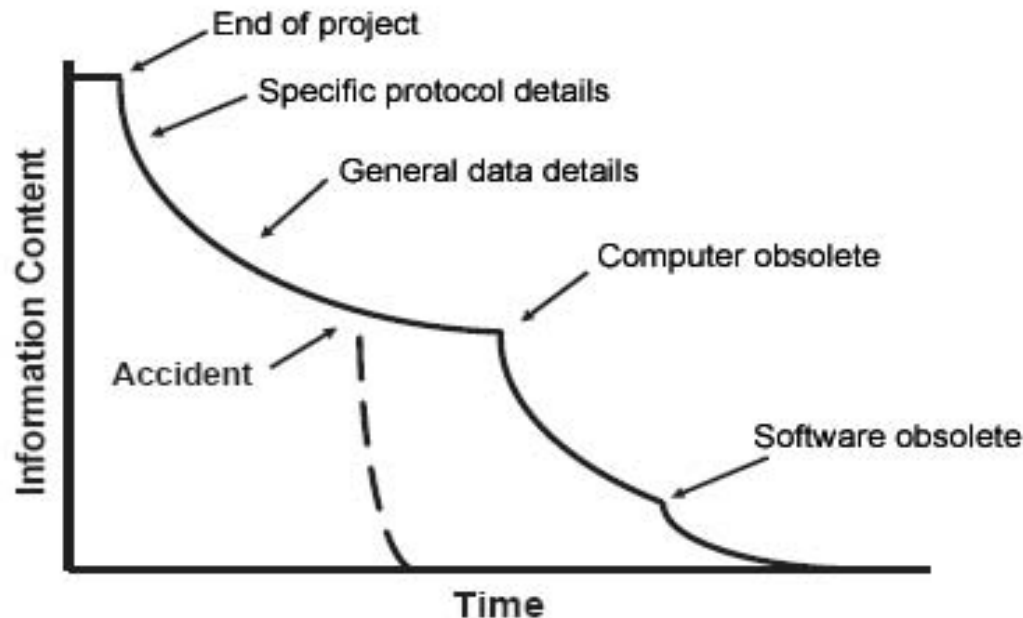 End of project
Specific protocol details
General data details
Computer obsolete
Accident
Software obsolete
Information Content
Time